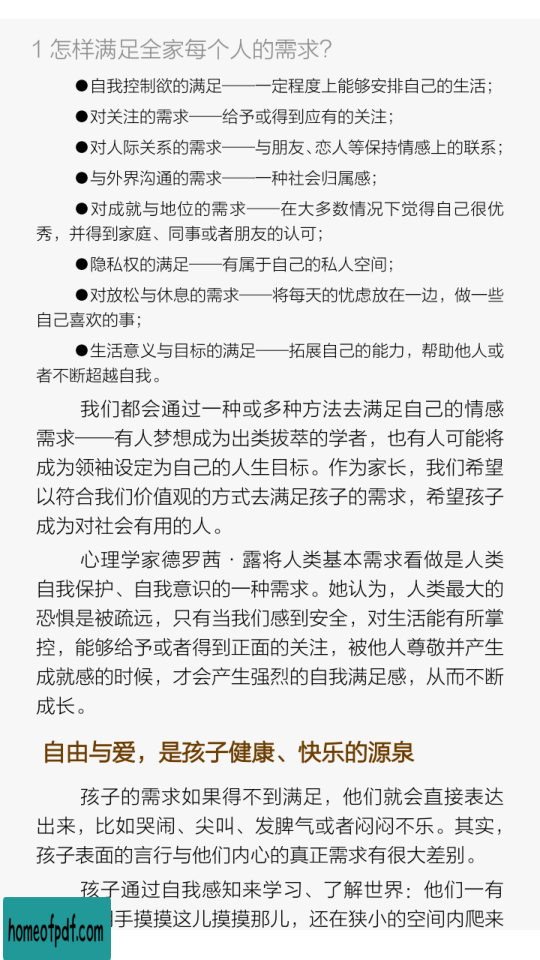 1 怎样满足全家每个人的需求？
●自我控制欲的满足——一定程度上能够安排自己的生活；
●对关注的需求——给予或得到应有的关注；
●对人际关系的需求——与朋友、恋人等保持情感上的联系；
●与外界沟通的需求——一种社会归属感；
●对成就与地位的需求——在大多数情况下觉得自己很优
秀，并得到家庭、同事或者朋友的认可；
●隐私权的满足——有属于自己的私人空间；
●对放松与休息的需求——将每天的忧虑放在一边，做一些
自己喜欢的事；
●生活意义与目标的满足——拓展自己的能力，帮助他人或
者不断超越自我。
我们都会通过一种或多种方法去满足自己的情感
需求——有人梦想成为出类拔萃的学者，也有人可能将
成为领袖设定为自己的人生目标。作为家长，我们希望
以符合我们价值观的方式去满足孩子的需求，希望孩子
成为对社会有用的人。
心理学家德罗茜·露将人类基本需求看做是人类
自我保护、自我意识的一种需求。她认为，人类最大的
恐惧是被疏远，只有当我们感到安全，对生活能有所掌
控，能够给予或者得到正面的关注，被他人尊敬并产生
成就感的时候，才会产生强烈的自我满足感，从而不断
成长。
自由与爱，是孩子健康、快乐的源泉
孩子的需求如果得不到满足，他们就会直接表达
出来，比如哭闹、尖叫、发脾气或者闷闷不乐。其实，
孩子表面的言行与他们内心的真正需求有很大差别。
孩子通过自我感知来学习、了解世界：他们一有
手摸摸这儿摸摸那儿，还在狭小的空间内爬来
homeofpdf.com